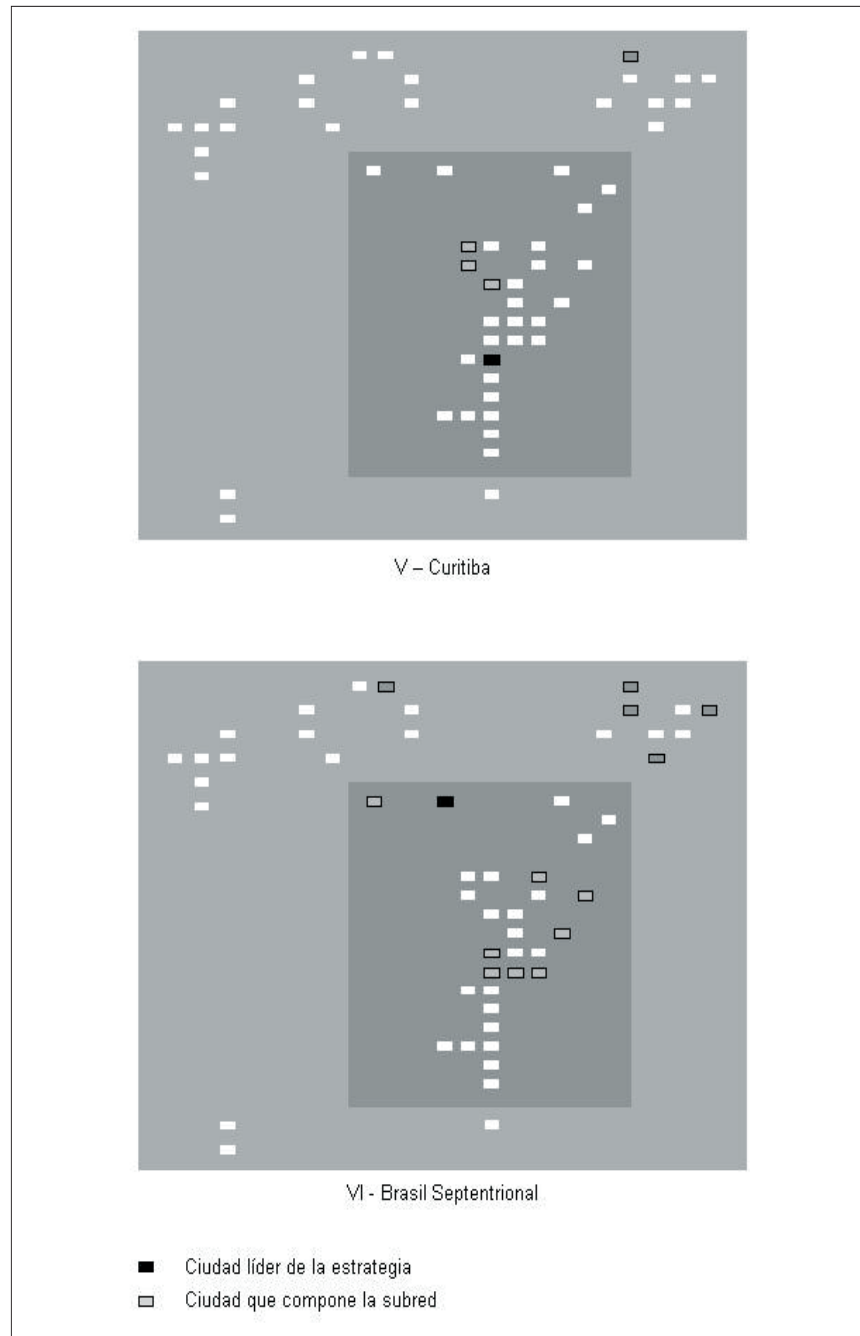 V – Curitiba
VI - Brasil Septentrional
Ciudad líder de la estrategia
Ciudad que compone la subred